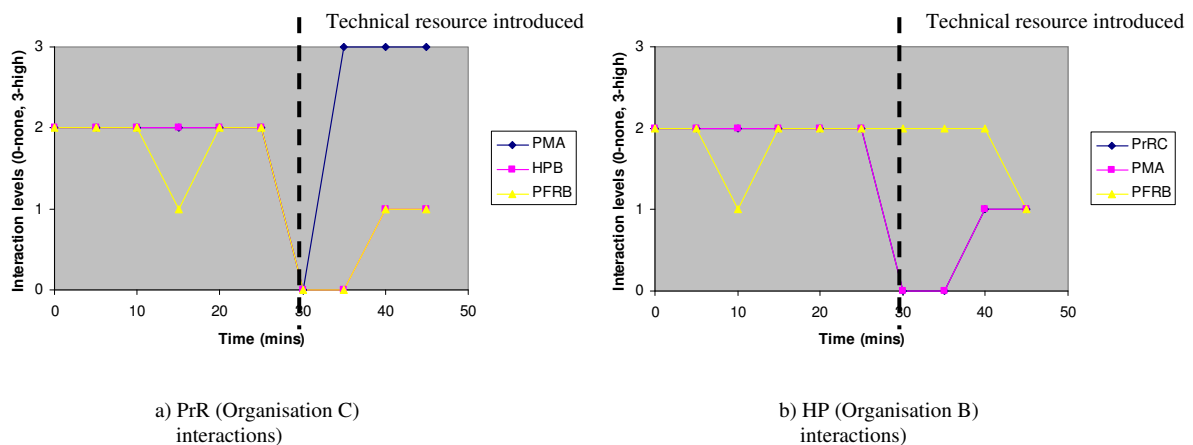 Technical resource introduced
Interaction levels (0-none, 3-high)
3
2
1
0
0 10 20 30 40 50
Time (mins)
PMA
HPB
PFRB
a) PrR (Organisation C)
interactions)
Technical resource introduced
Interaction levels (0-none, 3-high)
3
2
1
0
0 10 20 30 40 50
Time (mins)
PrRC
PMA
PFRB
b) HP (Organisation B)
interactions)